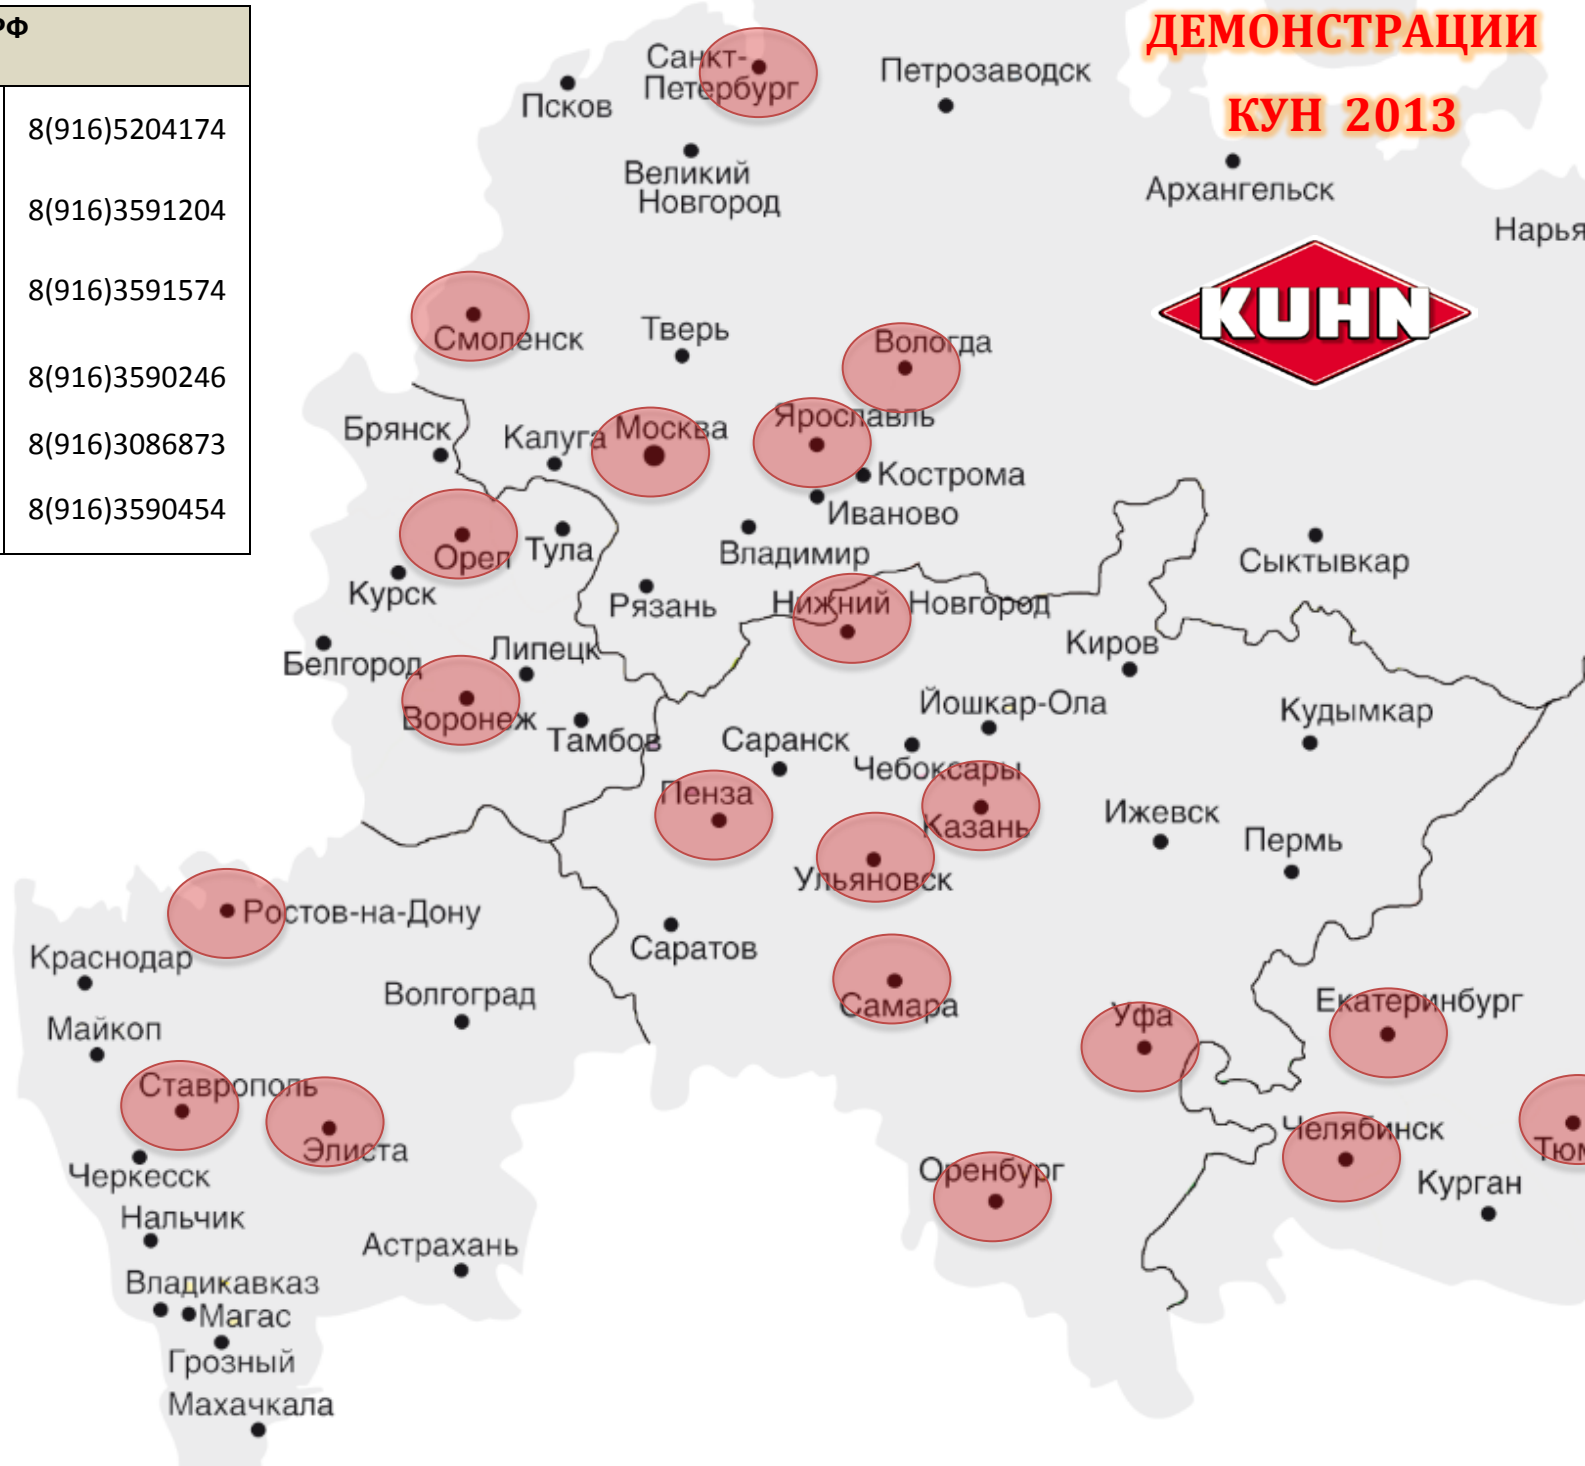 РФ
8(916)5204174
8(916)3591204
8(916)3591574
8(916)3590246
8(916)3086873
8(916)3590454
ДЕМОНСТРАЦИИ
КУН 2013
KUHN
Санкт-
Петербург
Петрозаводск
Псков
Великий
Новгород
Архангельск
Нарья
Смоленск
Тверь
Вологда
Ярославль
Брянск
Калуга
Москва
Кострома
Иваново
Орел
Тула
Владимир
Сыктывкар
Курск
Рязань
Нижний Новгород
Киров
Белгород
Липецк
Воронеж
Тамбов
Йошкар-Ола
Кудымкар
Саранск
Чебоксары
Пенза
Казань
Ижевск
Пермь
Ульяновск
Ростов-на-Дону
Саратов
Краснодар
Волгоград
Самара
Уфа
Екатеринбург
Майкоп
Ставрополь
Элиста
Челябинск
Тюм
Черкесск
Оренбург
Курган
Нальчик
Астрахань
Владикавказ
Магас
Грозный
Махачкала